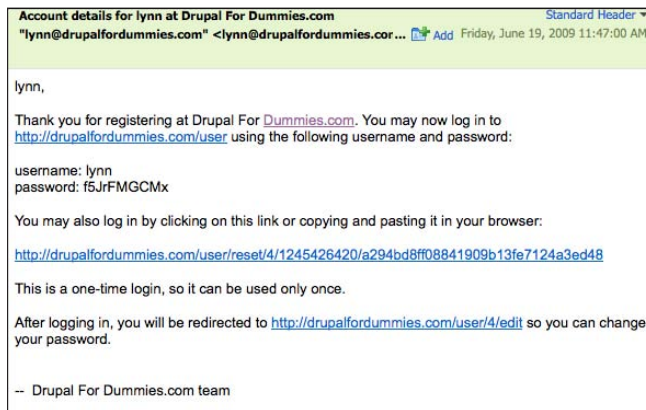 Account details for lynn at Drupal For Dummies.com
Standard Header
"lynn@drupalfordummies.com" <lynn@drupalfordummies.cor... Add Friday, June 19, 2009 11:47:00 AM
lynn,
Thank you for registering at Drupal For Dummies.com. You may now log in to
http://drupalfordummies.com/user using the following username and password:
username: lynn
password: f5JrFMGCMx
You may also log in by clicking on this link or copying and pasting it in your browser:
http://drupalfordummies.com/user/reset/4/1245426420/a294bd8ff08841909b13fe7124a3ed48
This is a one-time login, so it can be used only once.
After logging in, you will be redirected to http://drupalfordummies.com/user/4/edit so you can change
your password.
-- Drupal For Dummies.com team